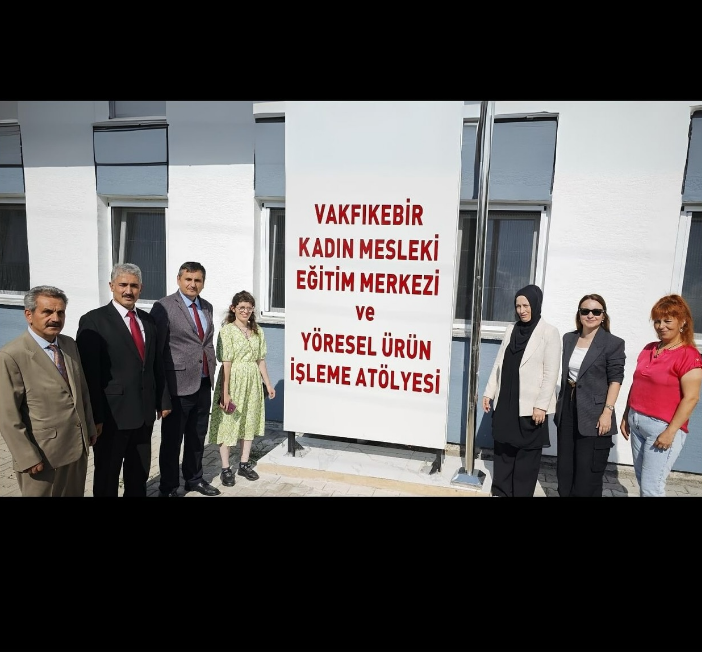 VAKFIKEBİR
KADIN MESLEKİ
EĞİTİM MERKEZİ
ve
YÖRESEL ÜRÜN
İŞLEME ATÖLYESİ